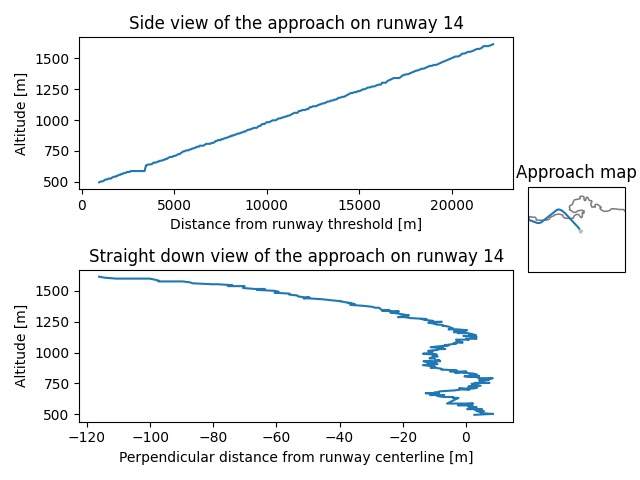 Side view of the approach on runway 14
1500
1250
1000
750
500
Altitude [m]
0 5000 10000 15000 20000
Distance from runway threshold [m]
Approach map
Straight down view of the approach on runway 14
1500
1250
1000
750
500
Altitude [m]
−120 −100 −80 −60 −40 −20 0
Perpendicular distance from runway centerline [m]